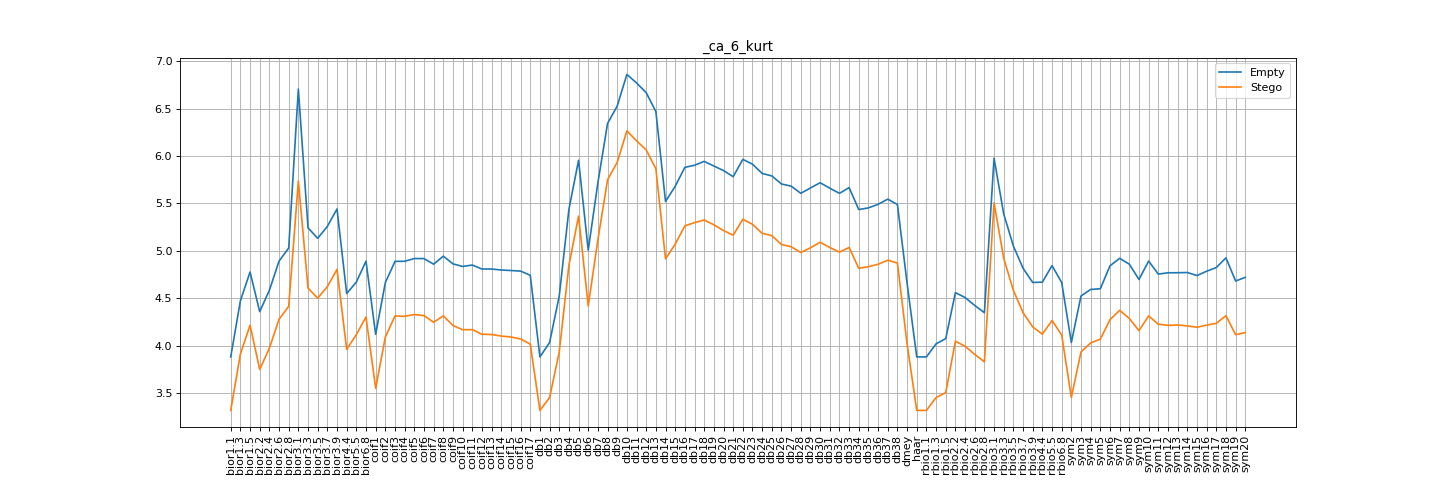 _ca_6_kurt
Empty
Stego
7.0
6.5
6.0
5.5
5.0
4.5
4.0
3.5
bior1.1
bior1.3
bior1.5
bior2.2
bior2.4
bior2.6
bior2.8
bior3.1
bior3.3
bior3.5
bior3.7
bior3.9
bior4.4
bior5.5
bior6.8
coif1
coif2
coif3
coif4
coif5
coif6
coif7
coif8
coif9
coif10
coif11
coif12
coif13
coif14
coif15
coif16
coif17
db1
db2
db3
db4
db5
db6
db7
db8
db9
db10
db11
db12
db13
db14
db15
db16
db17
db18
db19
db20
db21
db22
db23
db24
db25
db26
db27
db28
db29
db30
db31
db32
db33
db34
db35
db36
db37
db38
dmey
haar
rbio1.1
rbio1.3
rbio1.5
rbio2.2
rbio2.4
rbio2.6
rbio2.8
rbio3.1
rbio3.3
rbio3.5
rbio3.7
rbio3.9
rbio4.4
rbio5.5
rbio6.8
sym2
sym3
sym4
sym5
sym6
sym7
sym8
sym9
sym10
sym11
sym12
sym13
sym14
sym15
sym16
sym17
sym18
sym19
sym20